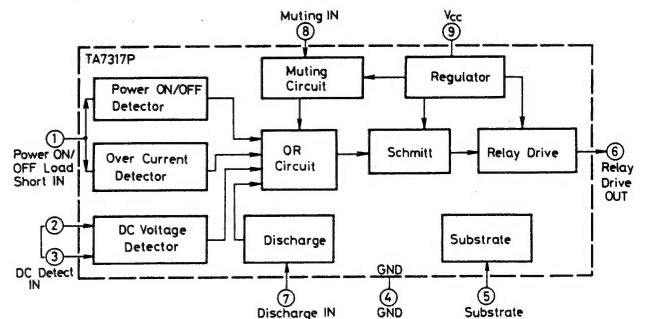 Muting IN
8
Vcc
9
TA7317P
Power ON/OFF
Detector
Muting
Circuit
Regulator
1
Power ON/
OFF Load
Short IN
Over Current
Detector
OR
Circuit
Schmitt
Relay Drive
6
Relay
Drive
OUT
2
3
DC Detect
IN
DC Voltage
Detector
Discharge
Substrate
GND
7
Discharge IN
4
GND
5
Substrate